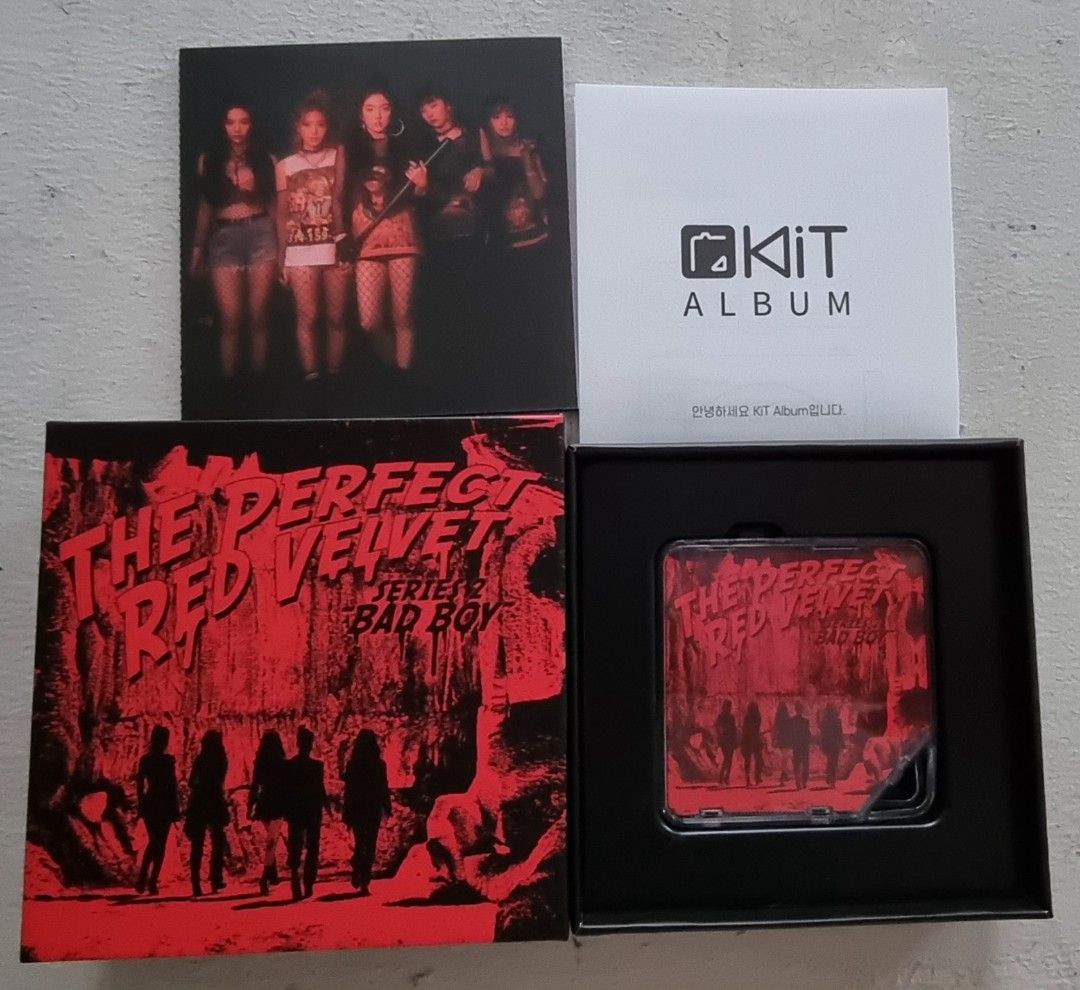 KiT
ALBUM
안녕하세요 KiT Album입니다.
THE PERFECT
RED VELVET
SERIES 2
BAD BOY
THE PERFECT
RED VELVET
SERIES 2
BAD BOY